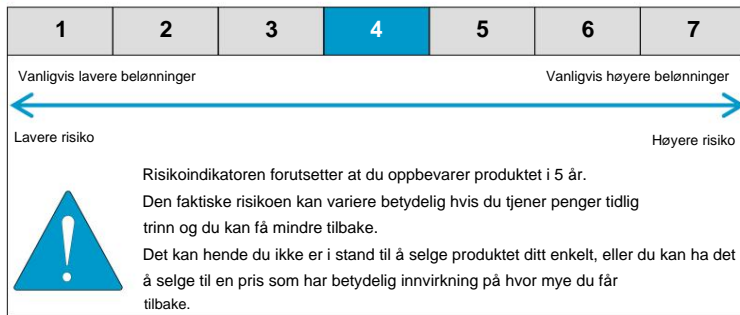 1 2 3 4 5 6 7
Vanligvis lavere belønninger Vanligvis høyere belønninger
Lavere risiko Høyere risiko
Risikoindikatoren forutsetter at du oppbevarer produktet i 5 år.
Den faktiske risikoen kan variere betydelig hvis du tjener penger tidlig
trinn og du kan få mindre tilbake.
Det kan hende du ikke er i stand til å selge produktet ditt enkelt, eller du kan ha det
å selge til en pris som har betydelig innvirkning på hvor mye du får
tilbake.